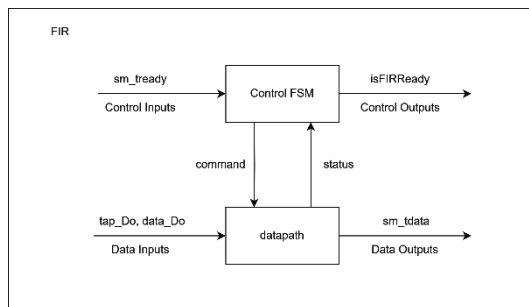 FIR
sm_tready
Control Inputs
Control FSM
isFIRReady
Control Outputs
command
status
tap_Do, data_Do
Data Inputs
datapath
sm_tdata
Data Outputs